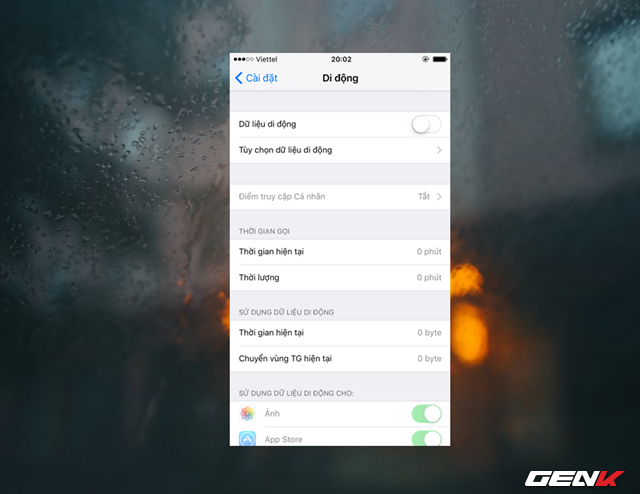 Viettel 20:02
Cài đặt Di động
Dữ liệu di động
Tùy chọn dữ liệu di động
Điểm truy cập Cá nhân Tắt
THỜI GIAN GỌI
Thời gian hiện tại 0 phút
Thời lượng 0 phút
SỬ DỤNG DỮ LIỆU DI ĐỘNG
Thời gian hiện tại 0 byte
Chuyển vùng TG hiện tại 0 byte
SỬ DỤNG DỮ LIỆU DI ĐỘNG CHO:
Ảnh
App Store
GENK